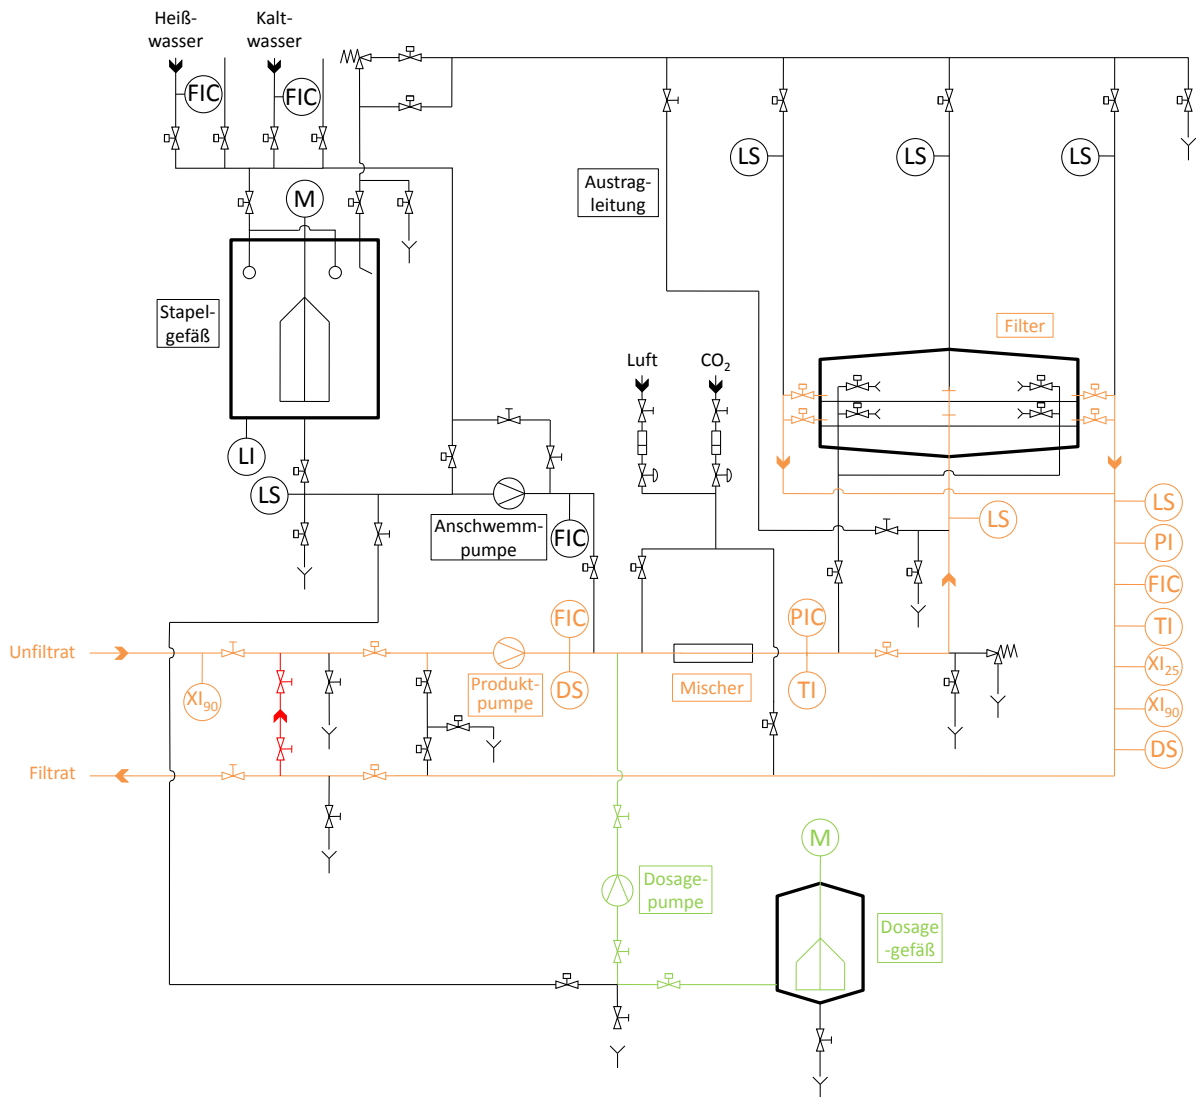 Heiß-
wasser
Kalt-
wasser
FIC
FIC
LS
LS
LS
M
Austrag-
leitung
Stapel-
gefäß
Filter
Luft
CO₂
LI
LS
Anschwemm-
pumpe
FIC
LS
LS
PI
FIC
TI
XI₂₅
XI₉₀
DS
Unfiltrat
XI₉₀
Produkt-
pumpe
FIC
DS
Mischer
PIC
TI
Filtrat
M
Dosage-
pumpe
Dosage
-gefäß